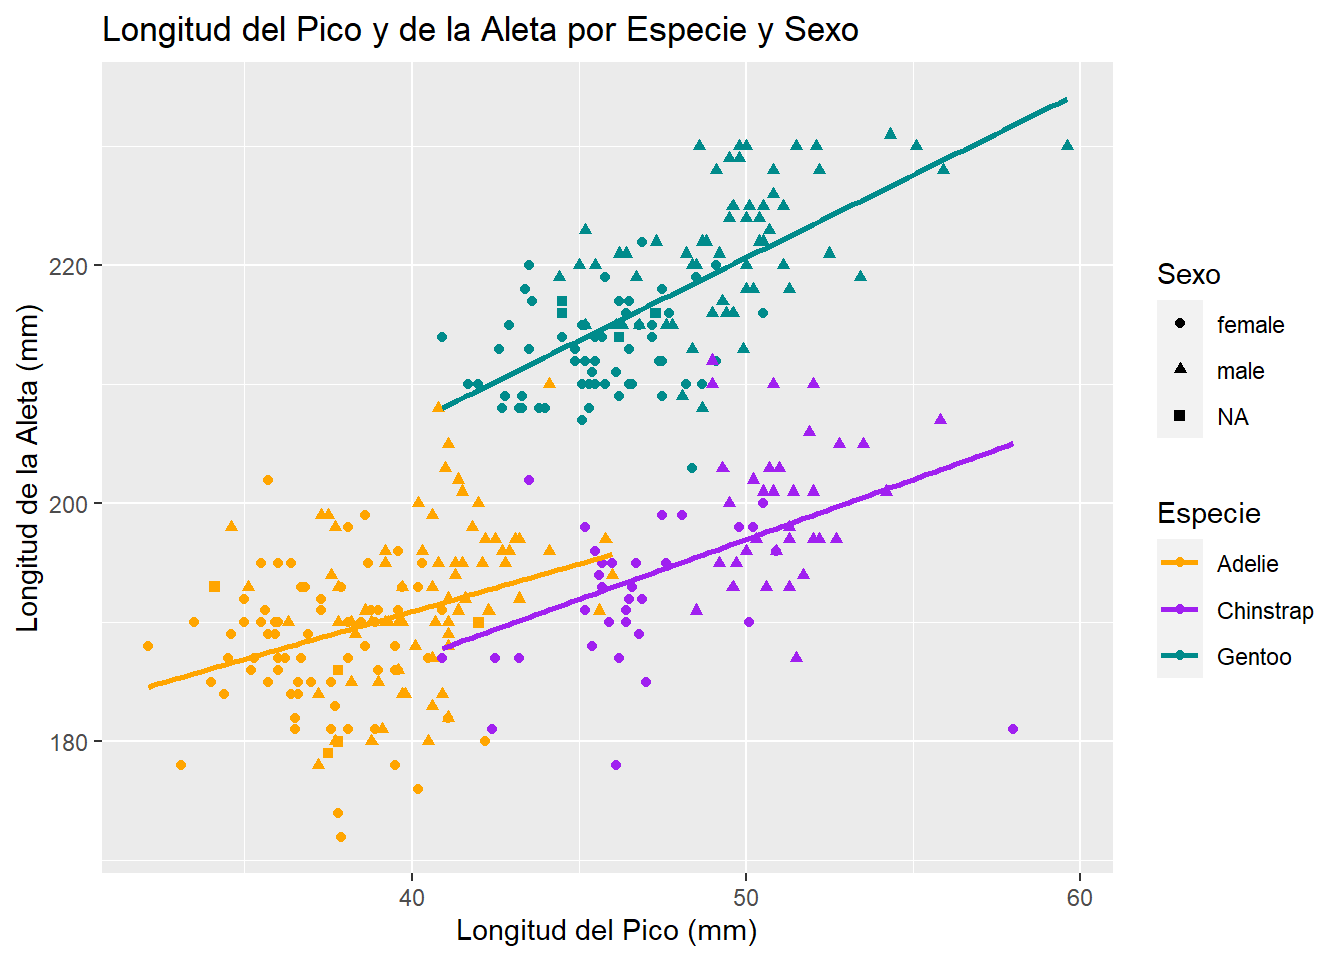 Longitud del Pico y de la Aleta por Especie y Sexo
Longitud de la Aleta (mm)
220
200
180
40
50
60
Longitud del Pico (mm)
Sexo
female
male
NA
Especie
Adelie
Chinstrap
Gentoo